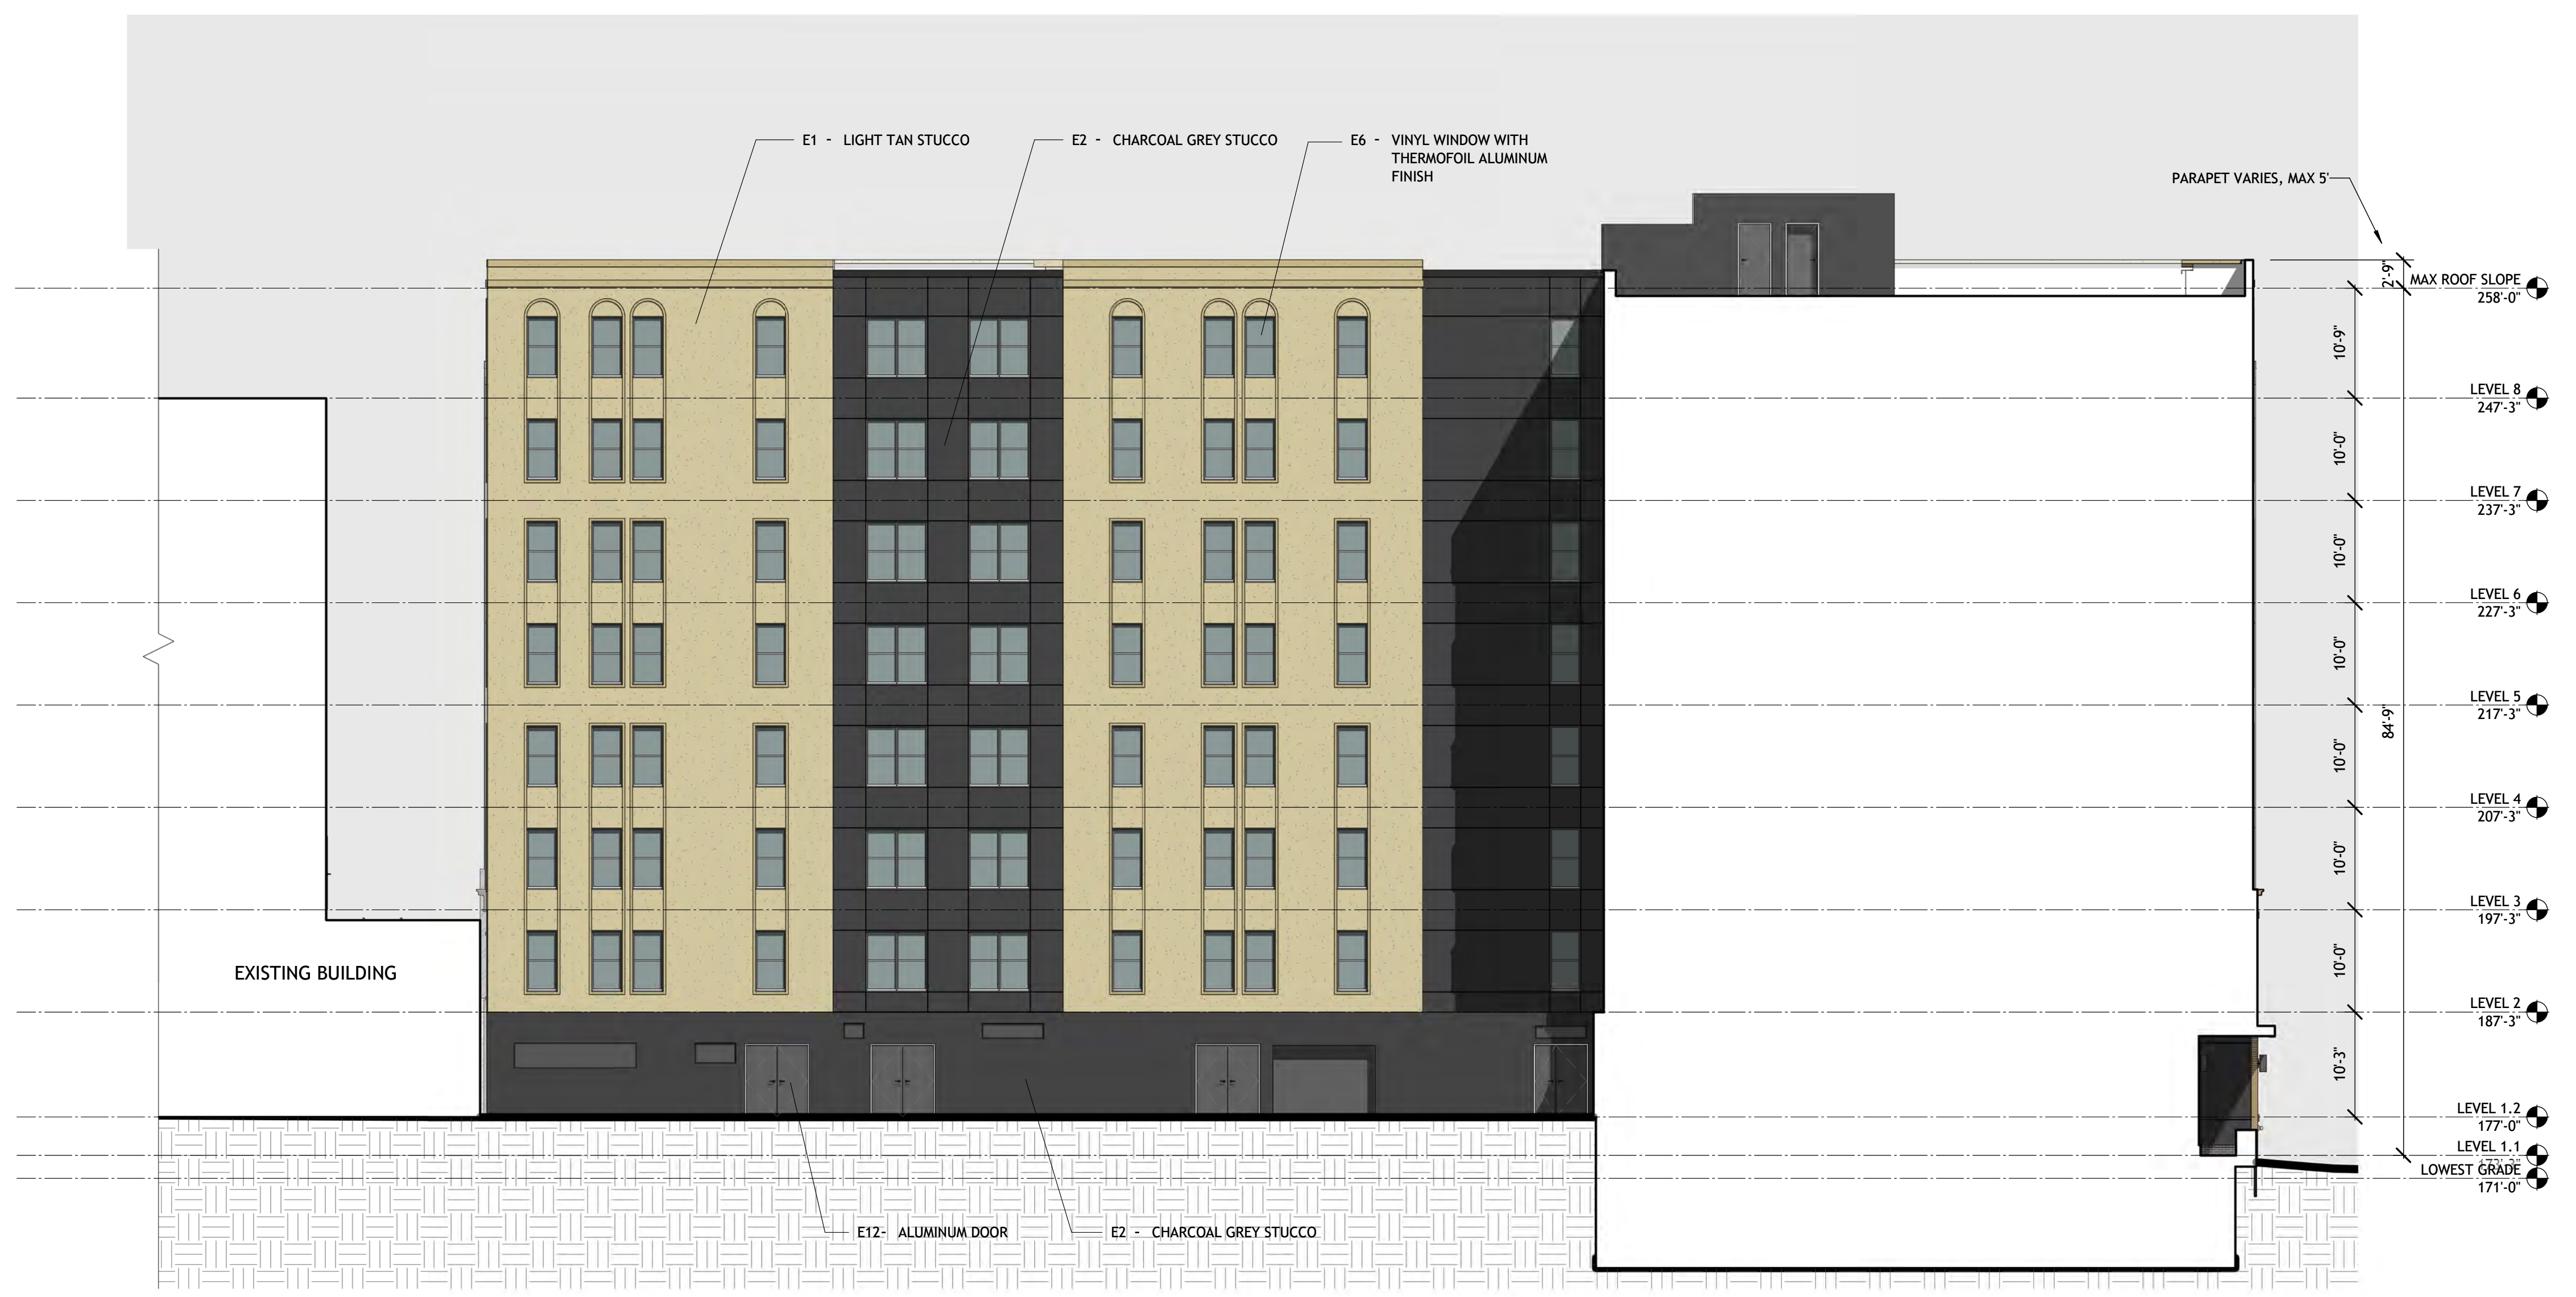 E1 - LIGHT TAN STUCCO
E2 - CHARCOAL GREY STUCCO
E6 - VINYL WINDOW WITH
THERMOFOIL ALUMINUM
FINISH
PARAPET VARIES, MAX 5'
2'-9"
MAX ROOF SLOPE
258'-0"
10'-9"
LEVEL 8
247'-3"
10'-0"
LEVEL 7
237'-3"
10'-0"
LEVEL 6
227'-3"
10'-0"
LEVEL 5
217'-3"
84'-9"
10'-0"
LEVEL 4
207'-3"
10'-0"
LEVEL 3
197'-3"
EXISTING BUILDING
10'-0"
LEVEL 2
187'-3"
10'-3"
LEVEL 1.2
177'-0"
LEVEL 1.1
LOWEST GRADE
171'-0"
E12- ALUMINUM DOOR
E2 - CHARCOAL GREY STUCCO